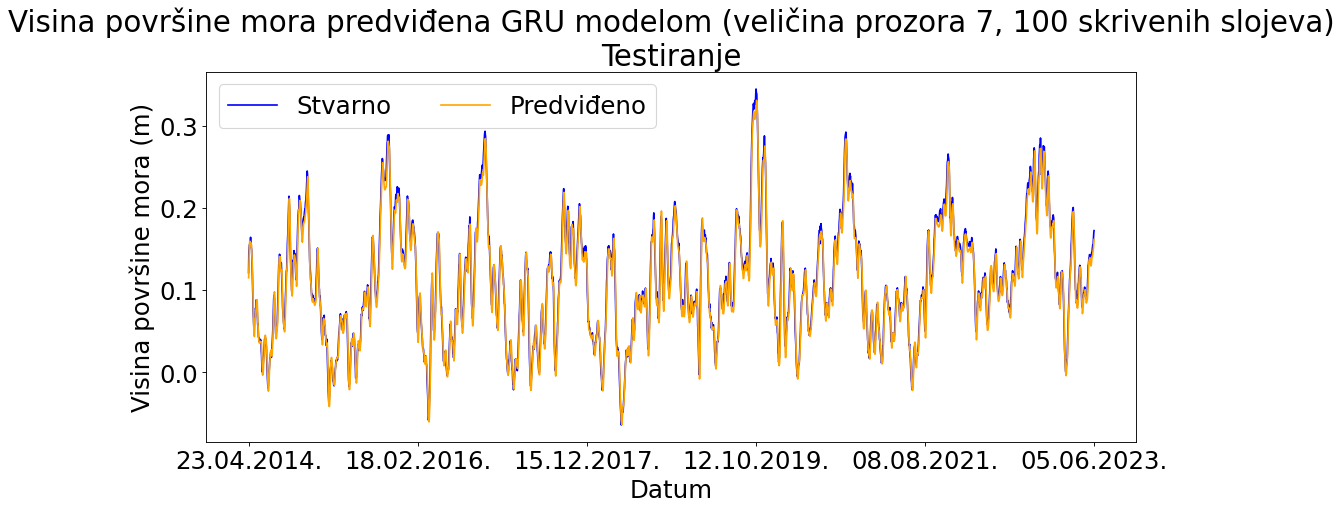 Visina površine mora predviđena GRU modelom (veličina prozora 7, 100 skrivenih slojeva)
Testiranje
Stvarno
Predviđeno
Visina površine mora (m)
0.3
0.2
0.1
0.0
23.04.2014.
18.02.2016.
15.12.2017.
12.10.2019.
08.08.2021.
05.06.2023.
Datum